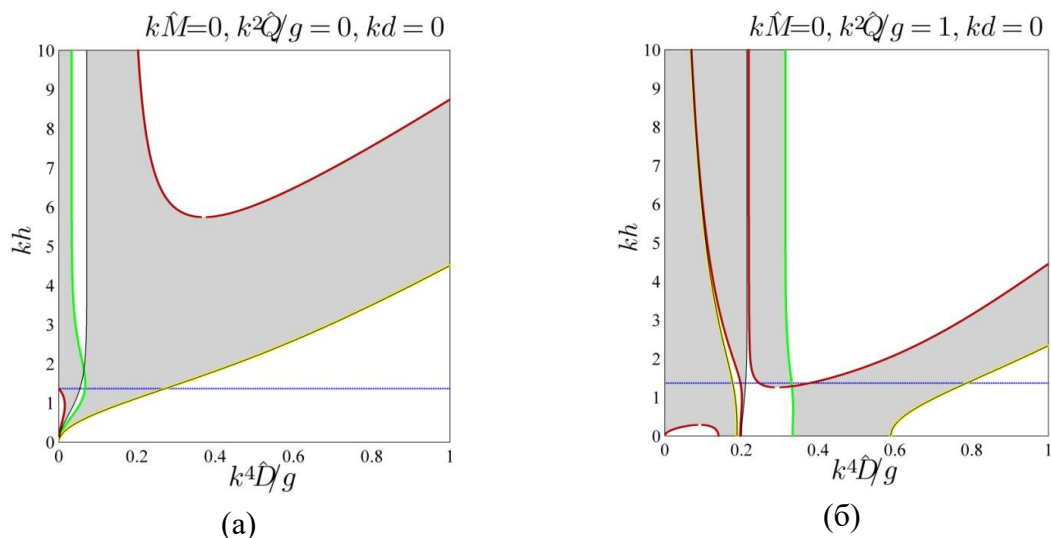 kM̂=0, k²Q̂/g = 0, kd = 0
10
9
8
7
6
5
4
3
2
1
0
kh
0 0.2 0.4 0.6 0.8 1
k⁴D̂/g
(а)
kM̂=0, k²Q̂/g = 1, kd = 0
10
9
8
7
6
5
4
3
2
1
0
kh
0 0.2 0.4 0.6 0.8 1
k⁴D̂/g
(б)